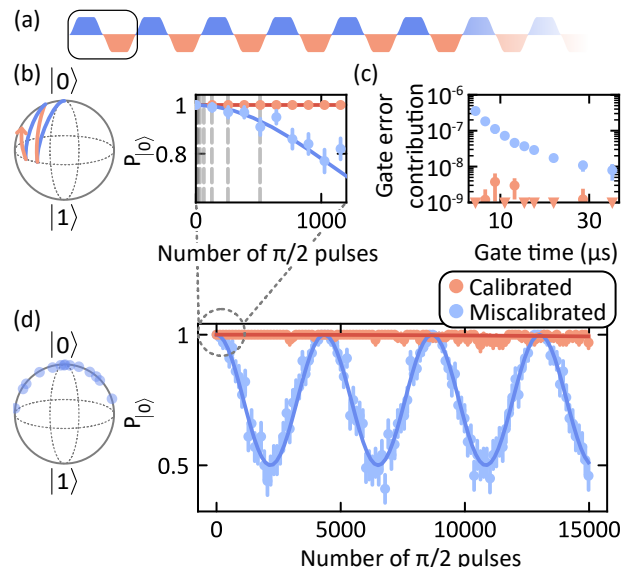 (a)
(b)
|0⟩
|1⟩
P|0⟩
1
0.8
0
1000
Number of π/2 pulses
(c)
Gate error
contribution
10⁻⁶
10⁻⁷
10⁻⁸
10⁻⁹
10
30
Gate time (μs)
Calibrated
Miscalibrated
(d)
|0⟩
|1⟩
P|0⟩
1
0.5
0
5000
10000
15000
Number of π/2 pulses